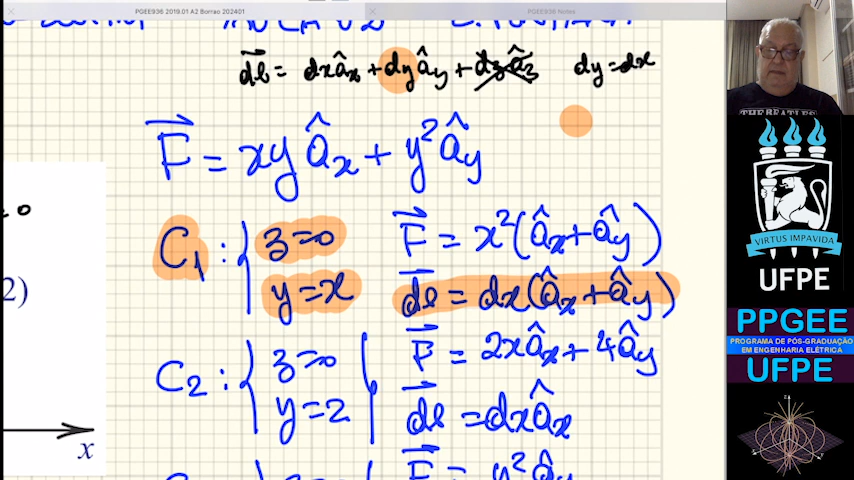 PGEE936 2019.01 A2 Borrao 202401
PGEE936 Notes
dl = dx âx + dy ây + dz âz dy = dx
F = xy âx + y² ây
C₁ : { z=0 F = x²(âx + ây)
y = x dl = dx(âx + ây)
C₂ : { z=0 F = 2x âx + 4 ây
y = 2 dl = dx âx
F = y² ây
=0
2)
x
THE BEATLES
VIRTUS IMPAVIDA
UFPE
PPGEE
PROGRAMA DE PÓS-GRADUAÇÃO
EM ENGENHARIA ELÉTRICA
UFPE